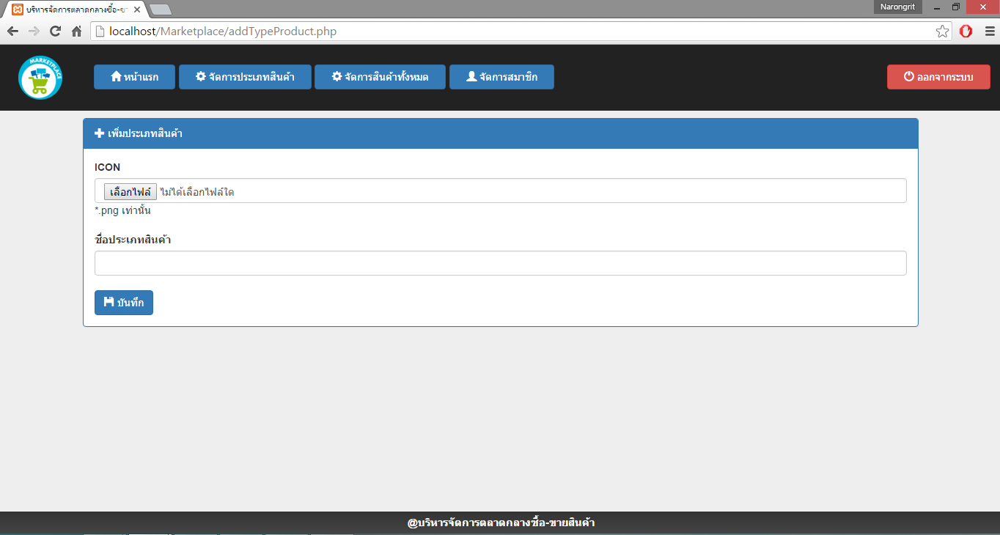 บริหารจัดการตลาดกลางซื้อ-ขา
Narongrit
localhost/Marketplace/addTypeProduct.php
MARKETPLACE
หน้าแรก
จัดการประเภทสินค้า
จัดการสินค้าทั้งหมด
จัดการสมาชิก
ออกจากระบบ
เพิ่มประเภทสินค้า
ICON
เลือกไฟล์ ไม่ได้เลือกไฟล์ใด
*.png เท่านั้น
ชื่อประเภทสินค้า
บันทึก
@บริหารจัดการตลาดกลางซื้อ-ขายสินค้า